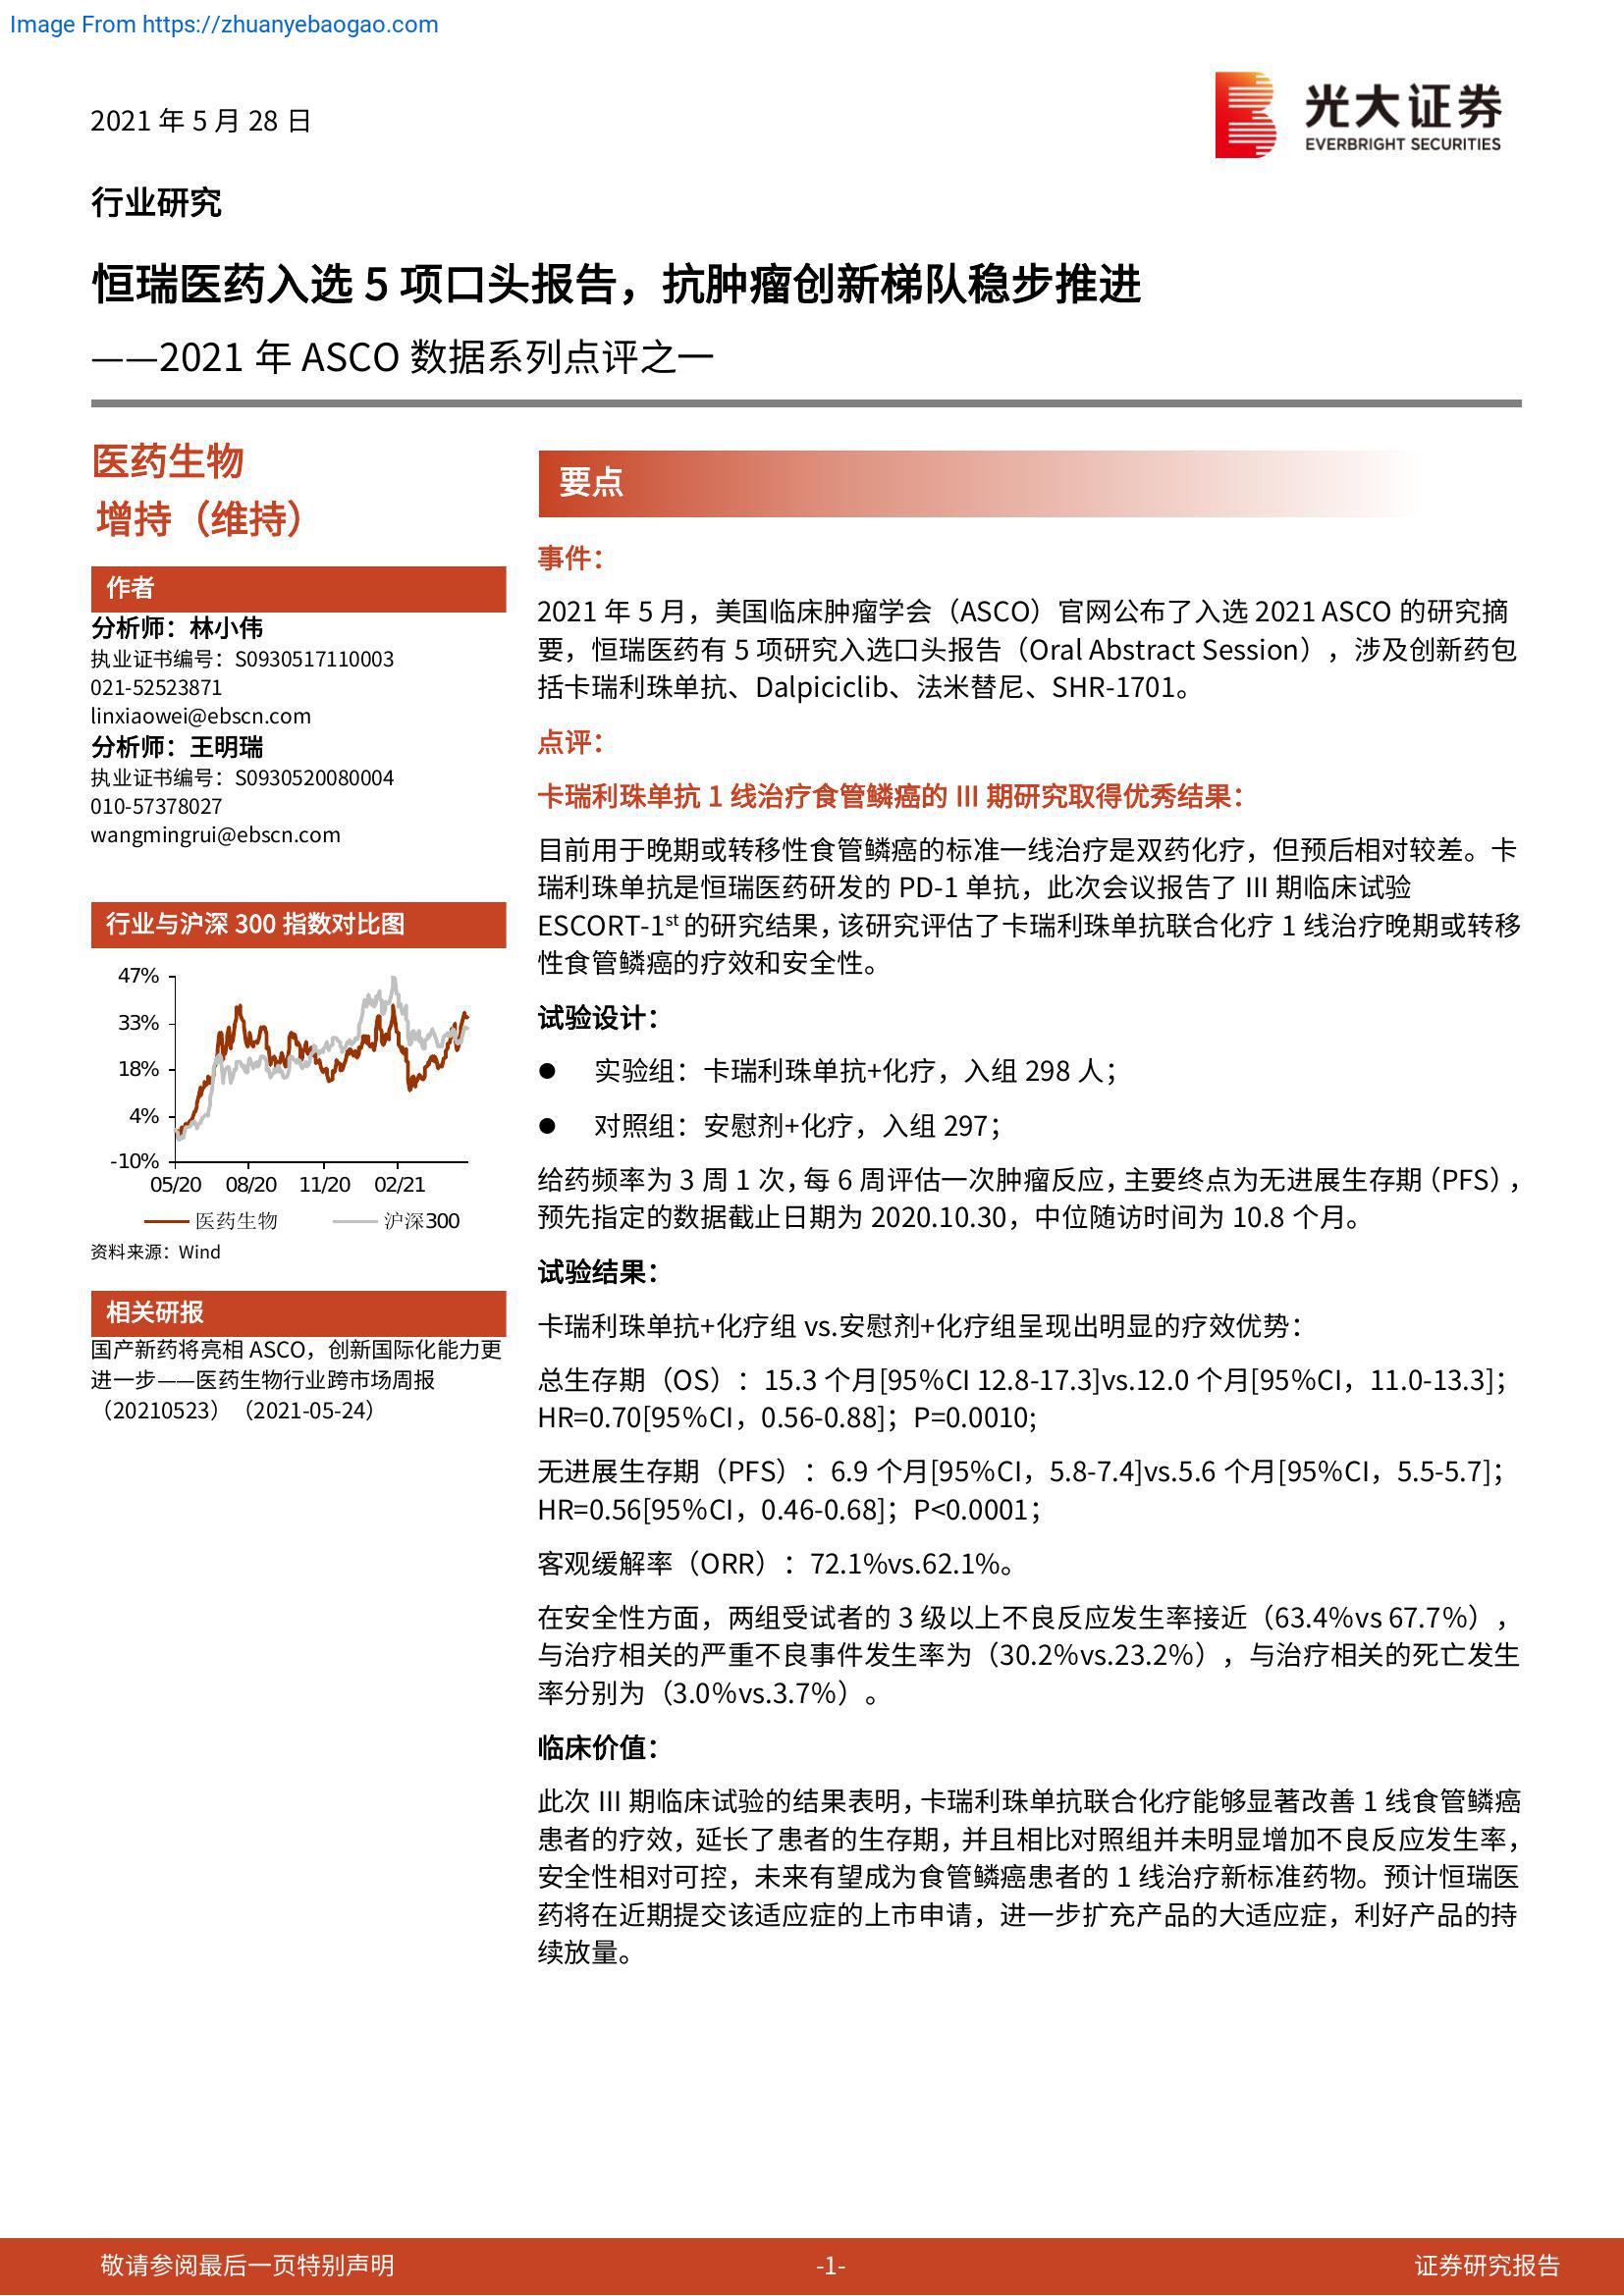 Image From https://zhuanyebaogao.com
2021 年 5 月 28 日
光大证券
EVERBRIGHT SECURITIES
行业研究
恒瑞医药入选 5 项口头报告，抗肿瘤创新梯队稳步推进
——2021 年 ASCO 数据系列点评之一
医药生物
增持（维持）
作者
分析师：林小伟
执业证书编号：S0930517110003
021-52523871
linxiaowei@ebscn.com
分析师：王明瑞
执业证书编号：S0930520080004
010-57378027
wangmingrui@ebscn.com
行业与沪深 300 指数对比图
47%
33%
18%
4%
-10%
05/20 08/20 11/20 02/21
医药生物 沪深300
资料来源：Wind
相关研报
国产新药将亮相 ASCO，创新国际化能力更
进一步——医药生物行业跨市场周报
（20210523）（2021-05-24）
要点
事件：
2021 年 5 月，美国临床肿瘤学会（ASCO）官网公布了入选 2021 ASCO 的研究摘
要，恒瑞医药有 5 项研究入选口头报告（Oral Abstract Session），涉及创新药包
括卡瑞利珠单抗、Dalpiciclib、法米替尼、SHR-1701。
点评：
卡瑞利珠单抗 1 线治疗食管鳞癌的 III 期研究取得优秀结果：
目前用于晚期或转移性食管鳞癌的标准一线治疗是双药化疗，但预后相对较差。卡
瑞利珠单抗是恒瑞医药研发的 PD-1 单抗，此次会议报告了 III 期临床试验
ESCORT-1st 的研究结果，该研究评估了卡瑞利珠单抗联合化疗 1 线治疗晚期或转移
性食管鳞癌的疗效和安全性。
试验设计：
● 实验组：卡瑞利珠单抗+化疗，入组 298 人；
● 对照组：安慰剂+化疗，入组 297；
给药频率为 3 周 1 次，每 6 周评估一次肿瘤反应，主要终点为无进展生存期（PFS），
预先指定的数据截止日期为 2020.10.30，中位随访时间为 10.8 个月。
试验结果：
卡瑞利珠单抗+化疗组 vs.安慰剂+化疗组呈现出明显的疗效优势：
总生存期（OS）：15.3 个月[95%CI 12.8-17.3]vs.12.0 个月[95%CI，11.0-13.3]；
HR=0.70[95%CI，0.56-0.88]；P=0.0010;
无进展生存期（PFS）：6.9 个月[95%CI，5.8-7.4]vs.5.6 个月[95%CI，5.5-5.7]；
HR=0.56[95%CI，0.46-0.68]；P<0.0001；
客观缓解率（ORR）：72.1%vs.62.1%。
在安全性方面，两组受试者的 3 级以上不良反应发生率接近（63.4%vs 67.7%），
与治疗相关的严重不良事件发生率为（30.2%vs.23.2%），与治疗相关的死亡发生
率分别为（3.0%vs.3.7%）。
临床价值：
此次 III 期临床试验的结果表明，卡瑞利珠单抗联合化疗能够显著改善 1 线食管鳞癌
患者的疗效，延长了患者的生存期，并且相比对照组并未明显增加不良反应发生率，
安全性相对可控，未来有望成为食管鳞癌患者的 1 线治疗新标准药物。预计恒瑞医
药将在近期提交该适应症的上市申请，进一步扩充产品的大适应症，利好产品的持
续放量。
敬请参阅最后一页特别声明
-1-
证券研究报告